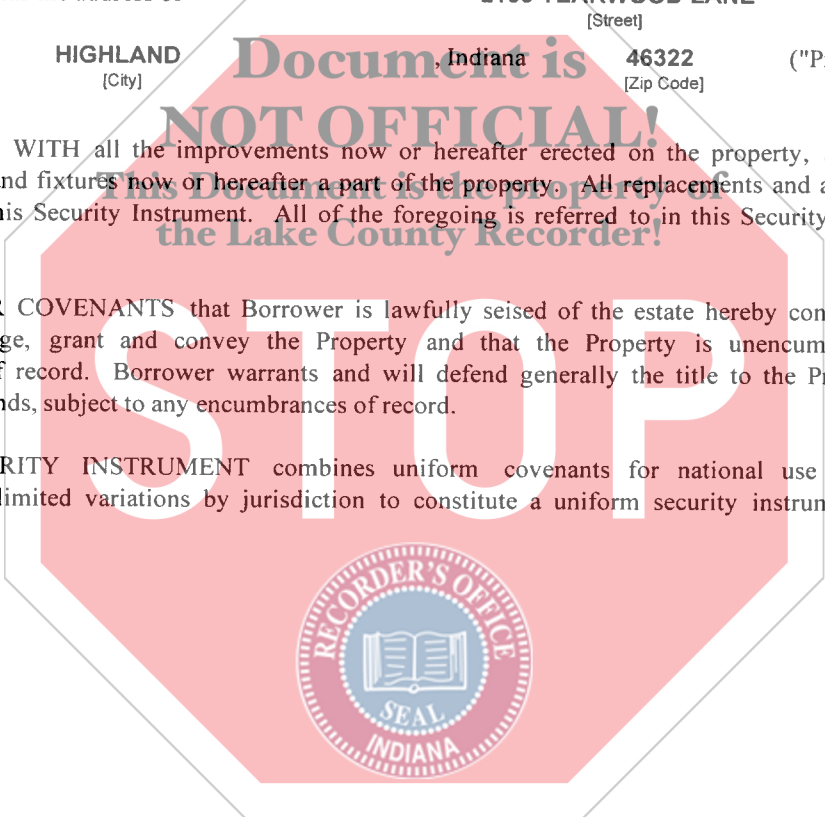 LANE
[Street]
HIGHLAND , Indiana 46322 ("P
[City] [Zip Code]
Document is
NOT OFFICIAL!
This Document is the property of
the Lake County Recorder!
WITH all the improvements now or hereafter erected on the property,
nd fixtures now or hereafter a part of the property. All replacements and a
is Security Instrument. All of the foregoing is referred to in this Security
R COVENANTS that Borrower is lawfully seised of the estate hereby con
ge, grant and convey the Property and that the Property is unencum
f record. Borrower warrants and will defend generally the title to the Pr
nds, subject to any encumbrances of record.
RITY INSTRUMENT combines uniform covenants for national use
limited variations by jurisdiction to constitute a uniform security instrum
STOP
RECORDER'S OFFICE
SEAL
INDIANA